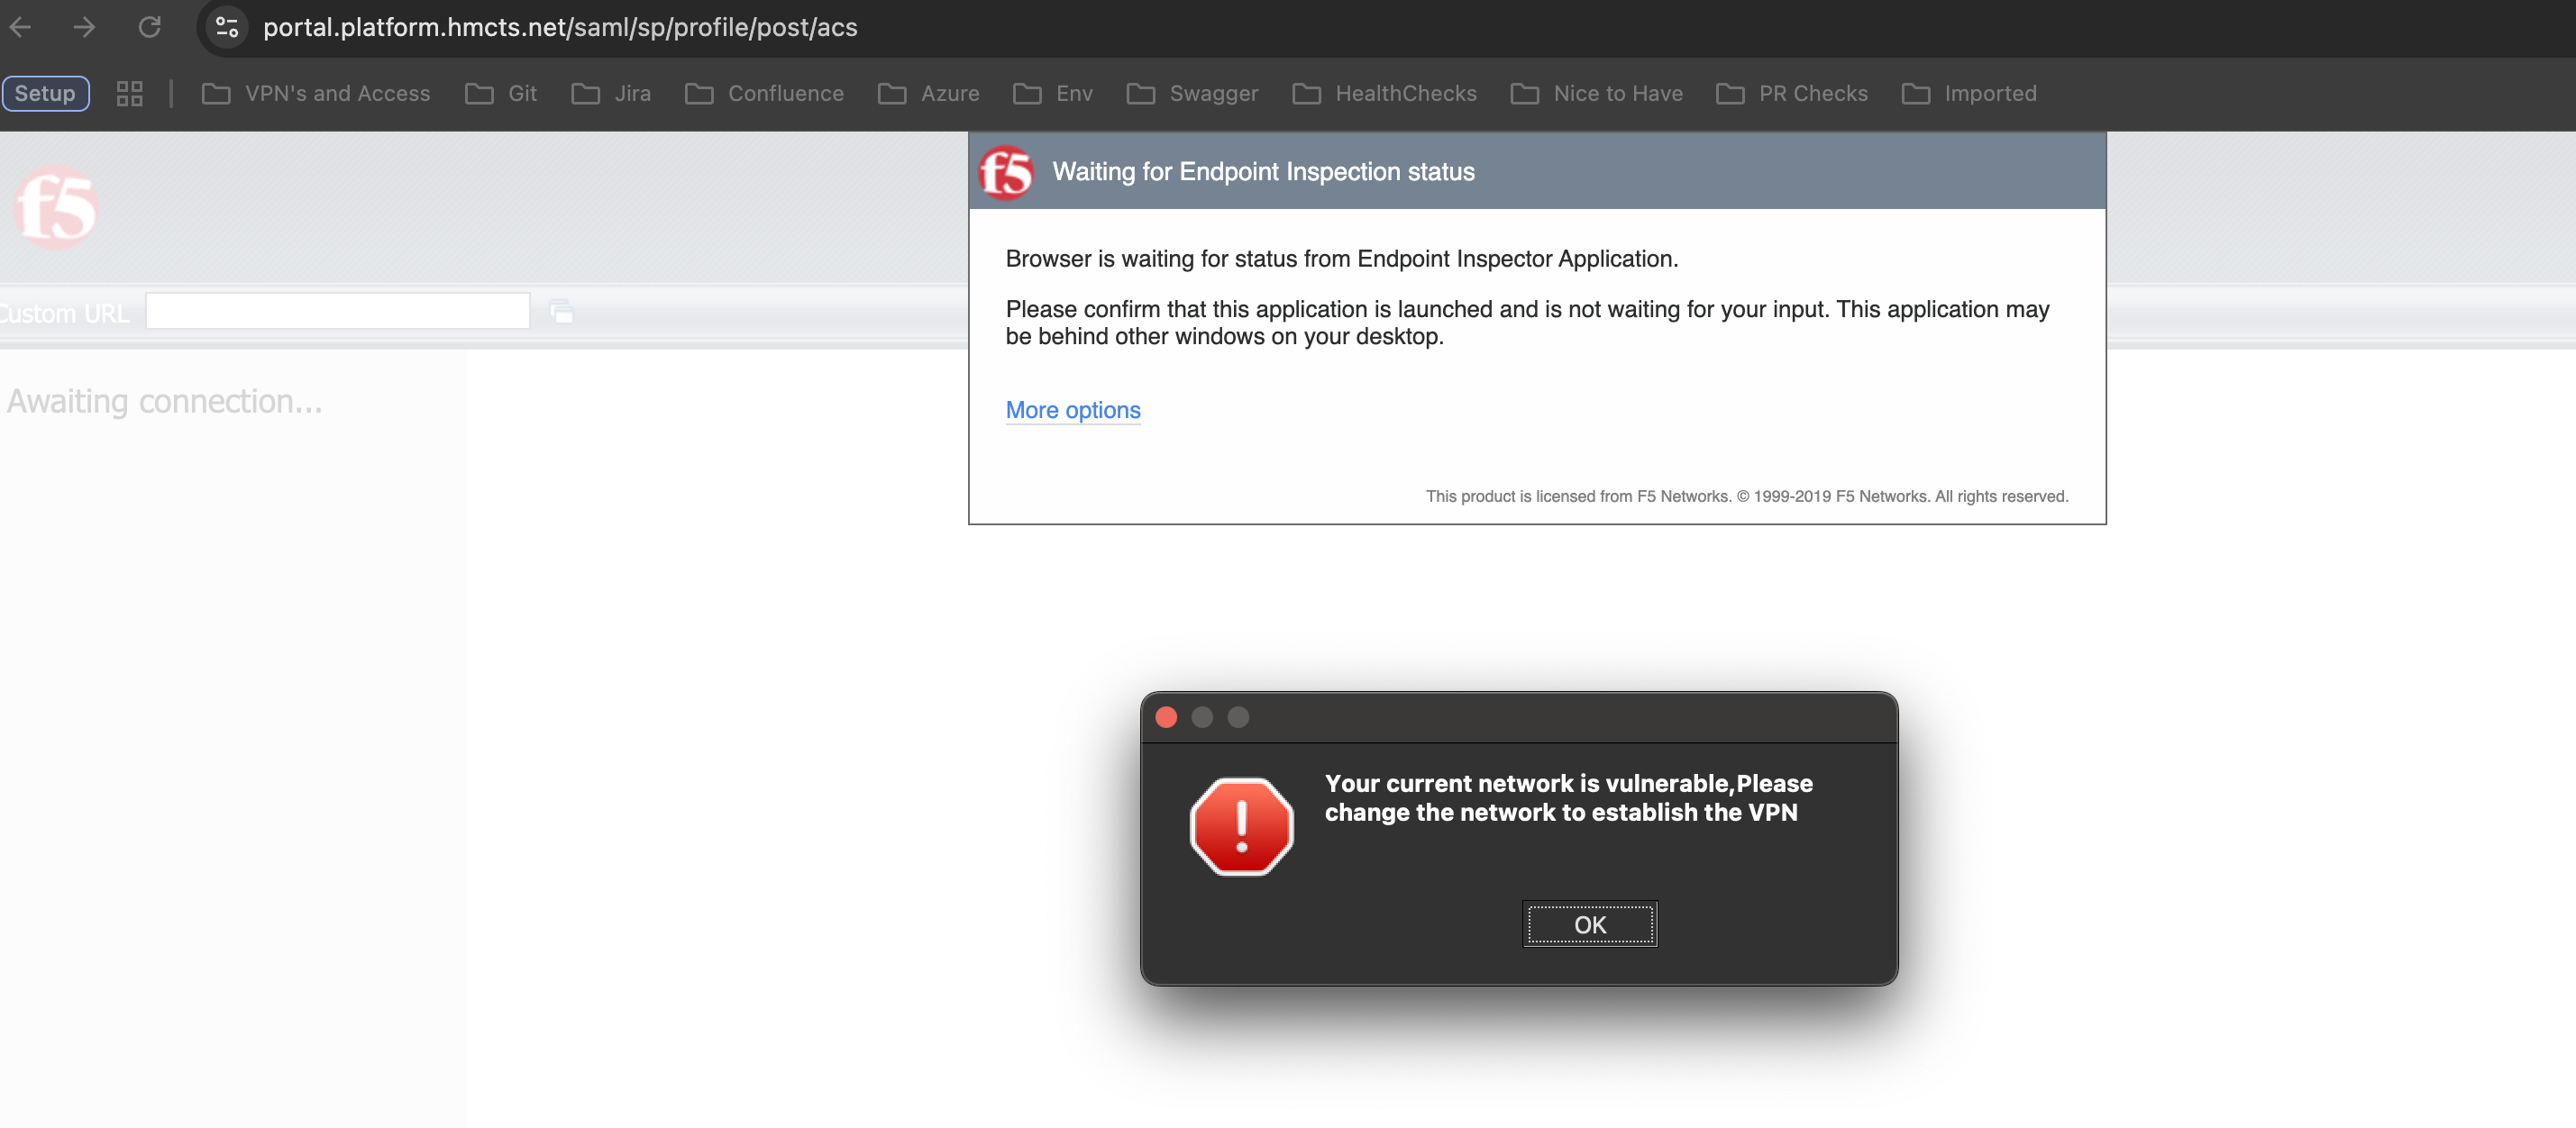 portal.platform.hmcts.net/saml/sp/profile/post/acs
Setup VPN's and Access Git Jira Confluence Azure Env Swagger HealthChecks Nice to Have PR Checks Imported
f5
f5 Waiting for Endpoint Inspection status
Browser is waiting for status from Endpoint Inspector Application.
Please confirm that this application is launched and is not waiting for your input. This application may
be behind other windows on your desktop.
More options
This product is licensed from F5 Networks. © 1999-2019 F5 Networks. All rights reserved.
Custom URL
Awaiting connection...
Your current network is vulnerable,Please
change the network to establish the VPN
OK